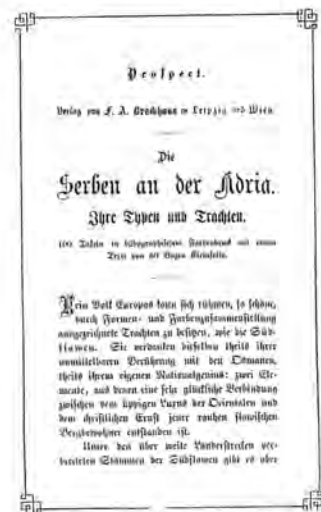 Prospect.
Verlag von F. A. Brockhaus in Leipzig und Wien.
Die
Serben an der Adria.
Ihre Typen und Trachten.
Tafeln in lithographischem Farbendruck mit einem
Text von
Kein Volk Europas kann sich rühmen, so schöne,
durch Formen- und Farbenzusammenstellung
ausgezeichnete Trachten zu besitzen, wie die Süd-
slawen. Sie verdanken dieselben theils ihrer
unmittelbaren Berührung mit den Osmanen,
theils ihrem eigenen Nationalgenius: zwei Ele-
mente, aus denen eine sehr glückliche Verbindung
zwischen dem üppigen Luxus der Orientalen und
dem christlichen Ernst jener rauhen slawischen
Bergbewohner entstanden ist.
Unter den über weite Länderstrecken ver-
breiteten Stämmen der Südslawen gibt es aber